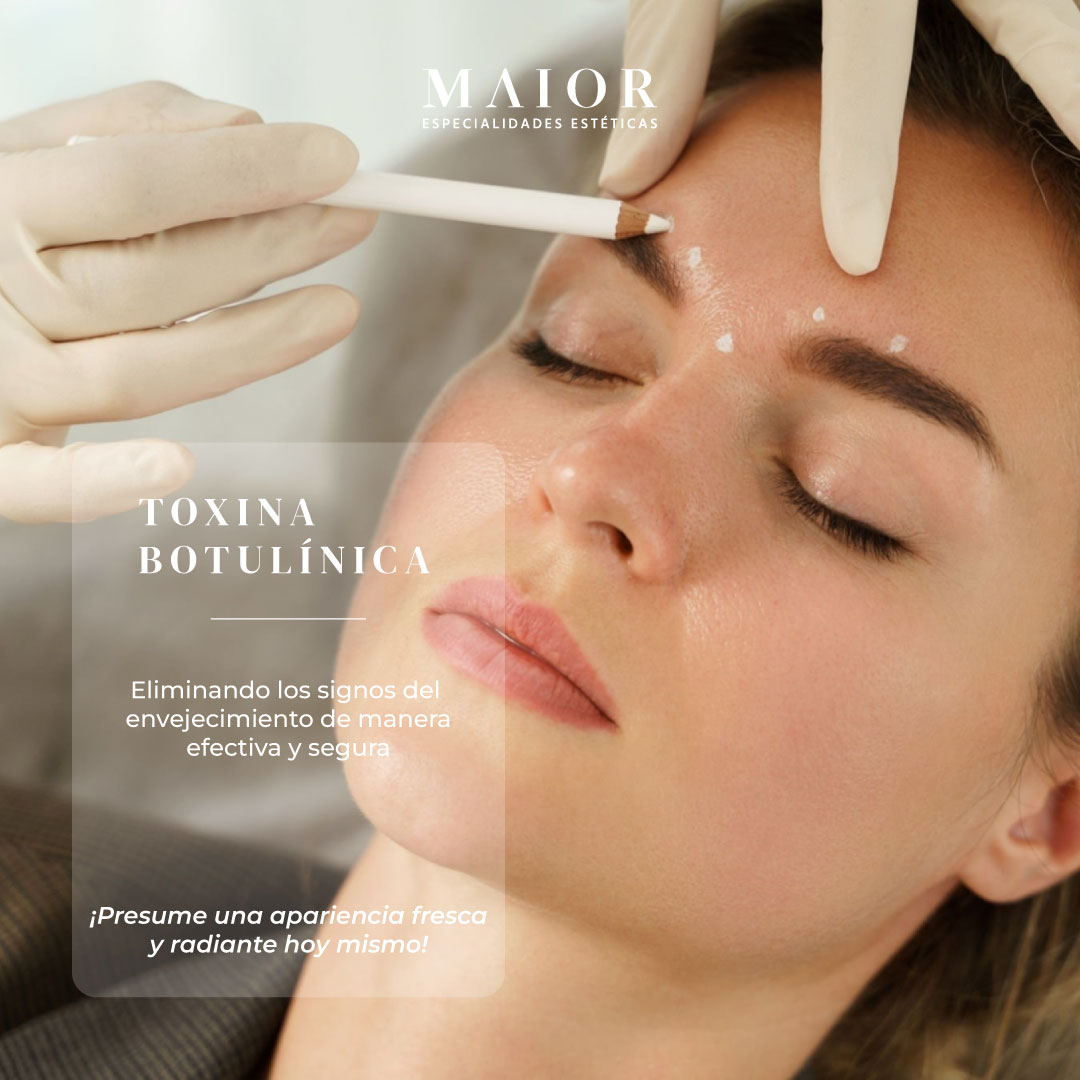 MAIOR
ESPECIALIDADES ESTÉTICAS
TOXINA
BOTULÍNICA
Eliminando los signos del
envejecimiento de manera
efectiva y segura
¡Presume una apariencia fresca
y radiante hoy mismo!